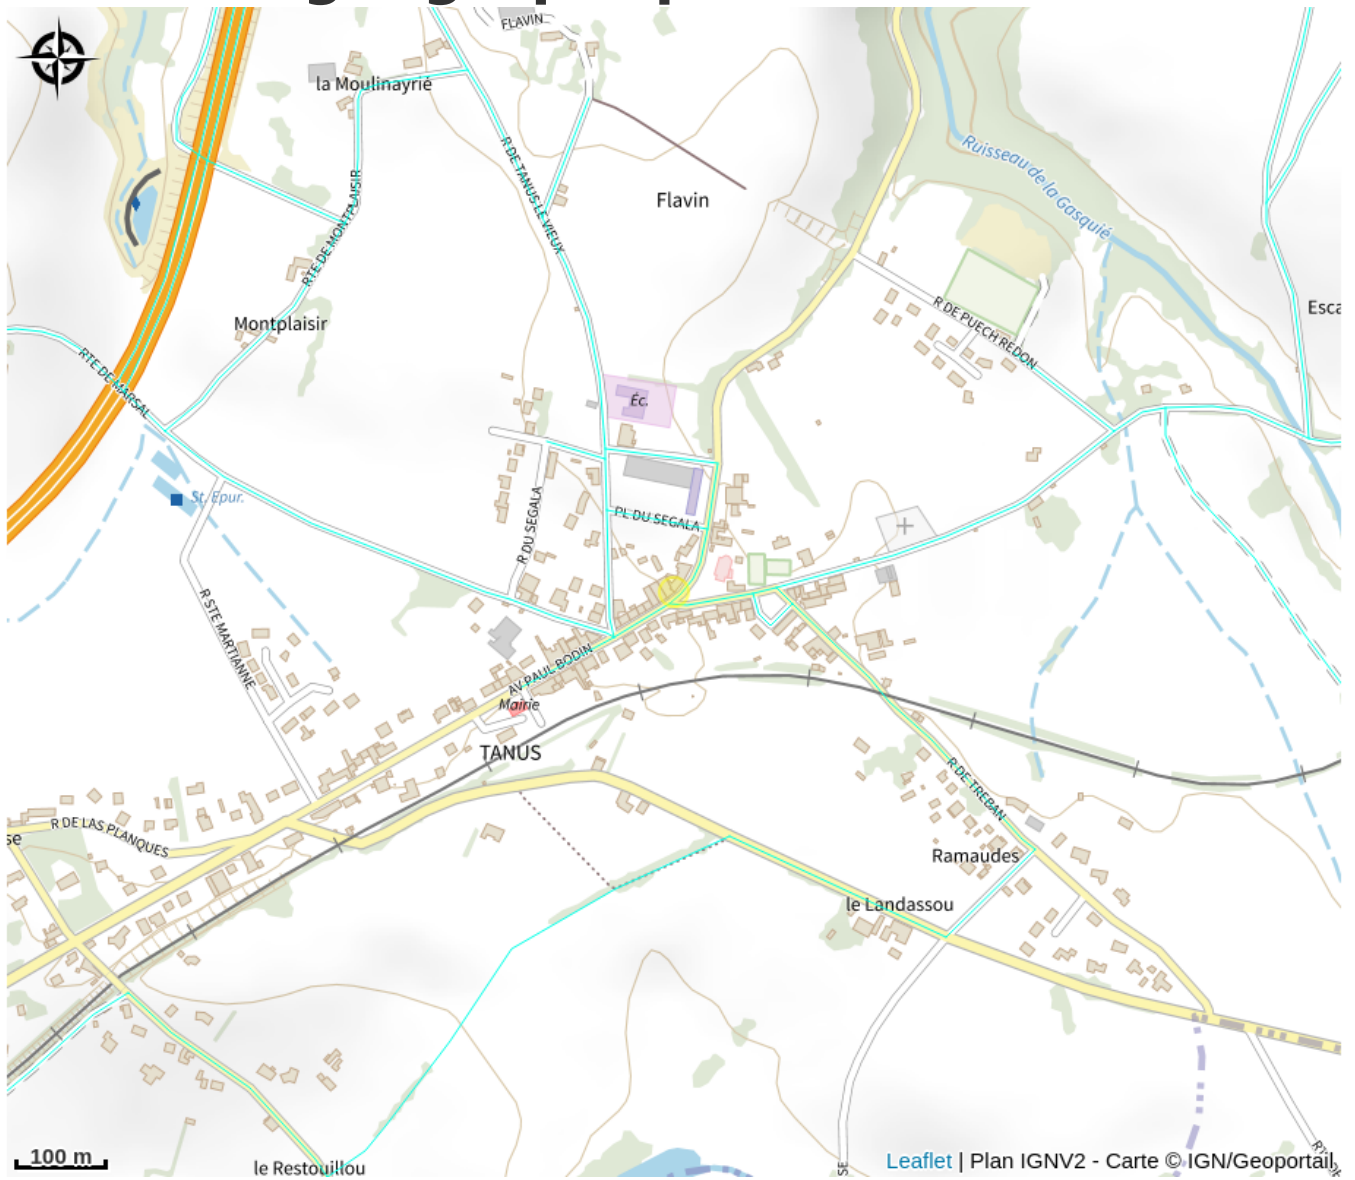 FLAVIN
la Moulinayrié
R DE TANUS LE VIEUX
Ruisseau de la Gasquié
RTE DE MONTPLAISIR
Flavin
R DE PUECH REDON
Esca
Montplaisir
RTE DE MARSAL
Éc.
St. Epur.
R DU SEGALA
PL DU SEGALA
R STE MARTIANNE
AV PAUL BODIN
Mairie
TANUS
R DE TREBAN
R DE LAS PLANQUES
se
Ramaudes
le Landassou
100 m
le Restouillou
SE
Leaflet | Plan IGNV2 - Carte © IGN/Geoportail